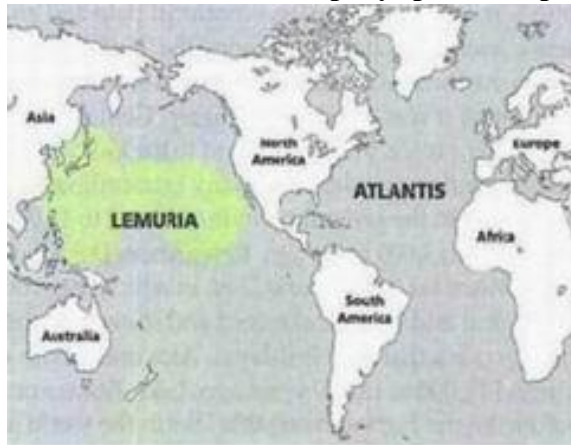 Asia
North
America
Europe
ATLANTIS
LEMURIA
Africa
South
America
Australia